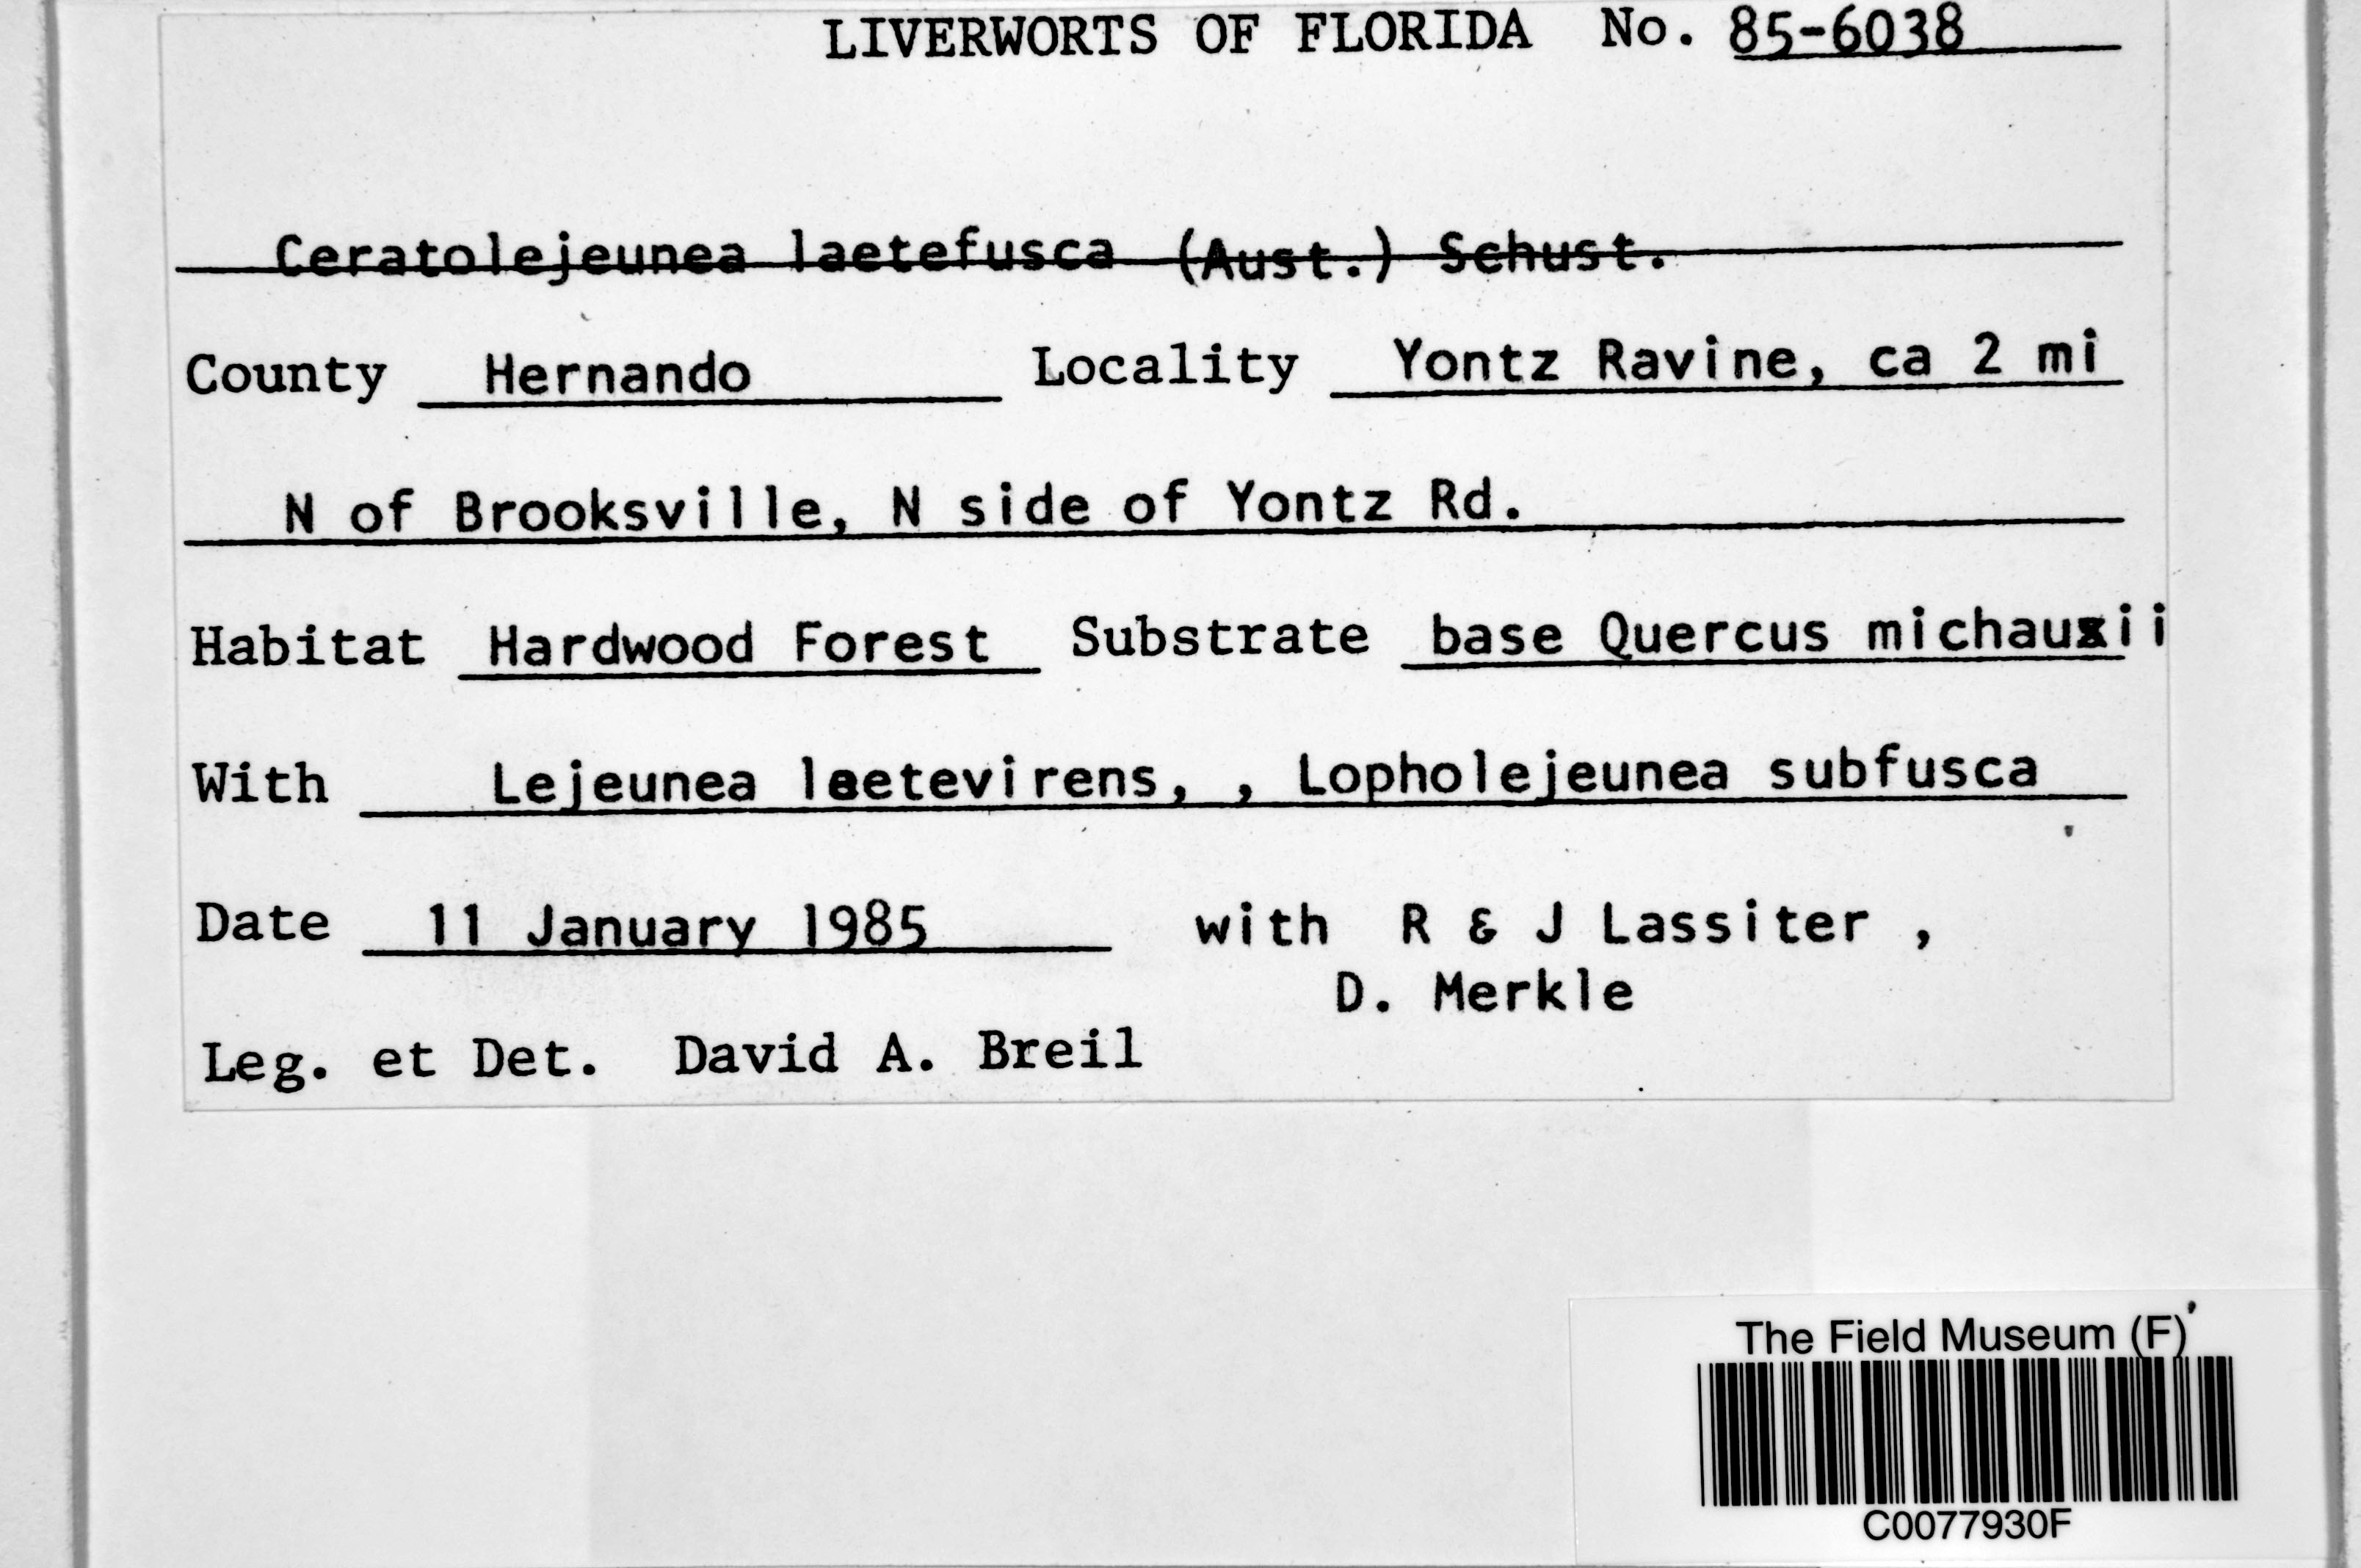 LIVERWORTS OF FLORIDA No. 85-6038
Ceratolejeunea laetefusca (Aust.) Schust.
County Hernando Locality Yontz Ravine, ca 2 mi
N of Brooksville, N side of Yontz Rd.
Habitat Hardwood Forest Substrate base Quercus michauxii
With Lejeunea laetevirens, , Lopholejeunea subfusca
Date 11 January 1985 with R & J Lassiter ,
D. Merkle
Leg. et Det. David A. Breil
The Field Museum (F)
C0077930F